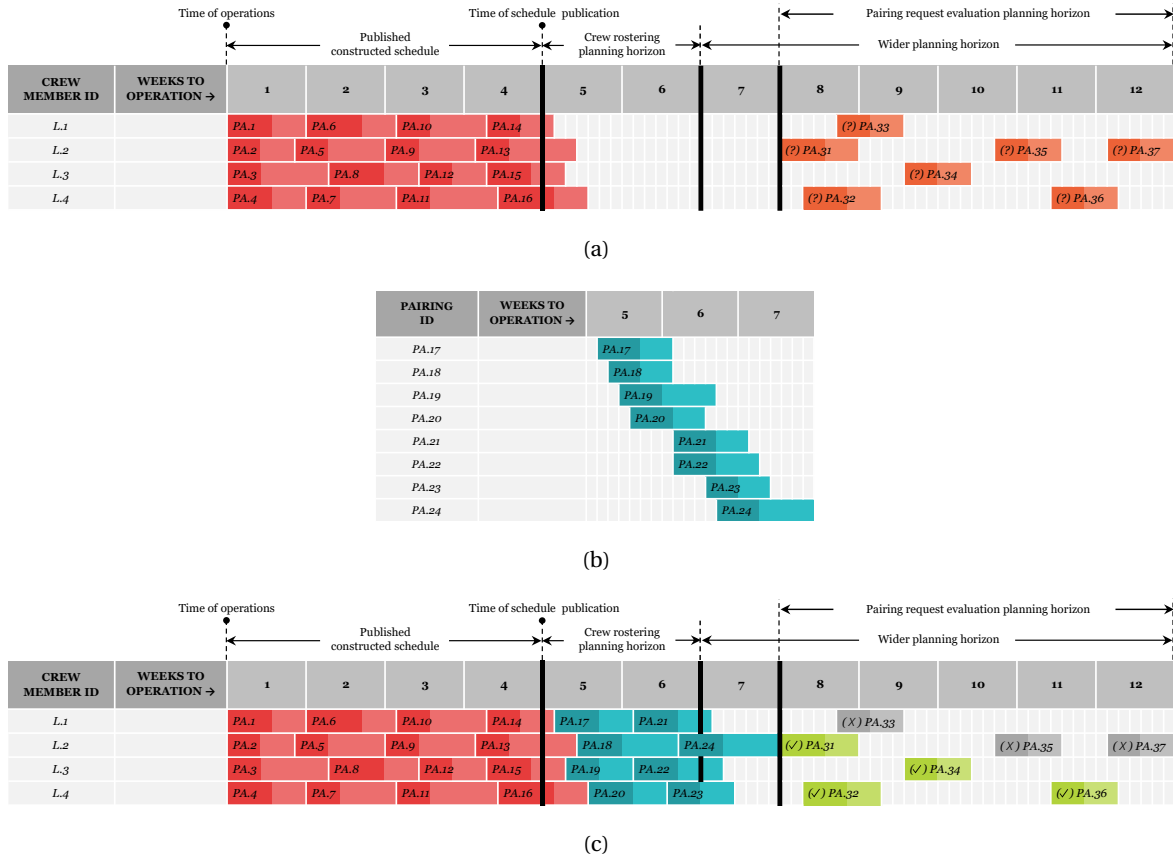 Time of operations Time of schedule publication Pairing request evaluation planning horizon
Published constructed schedule Crew rostering planning horizon Wider planning horizon
CREW MEMBER ID WEEKS TO OPERATION → 1 2 3 4 5 6 7 8 9 10 11 12
L.1 PA.1 PA.6 PA.10 PA.14 (?) PA.33
L.2 PA.2 PA.5 PA.9 PA.13 (?) PA.31 (?) PA.35 (?) PA.37
L.3 PA.3 PA.8 PA.12 PA.15 (?) PA.34
L.4 PA.4 PA.7 PA.11 PA.16 (?) PA.32 (?) PA.36
(a)
PAIRING ID WEEKS TO OPERATION → 5 6 7
PA.17 PA.17
PA.18 PA.18
PA.19 PA.19
PA.20 PA.20
PA.21 PA.21
PA.22 PA.22
PA.23 PA.23
PA.24 PA.24
(b)
Time of operations Time of schedule publication Pairing request evaluation planning horizon
Published constructed schedule Crew rostering planning horizon Wider planning horizon
CREW MEMBER ID WEEKS TO OPERATION → 1 2 3 4 5 6 7 8 9 10 11 12
L.1 PA.1 PA.6 PA.10 PA.14 PA.17 PA.21 (X) PA.33
L.2 PA.2 PA.5 PA.9 PA.13 PA.18 PA.24 (✓) PA.31 (X) PA.35 (X) PA.37
L.3 PA.3 PA.8 PA.12 PA.15 PA.19 PA.22 (✓) PA.34
L.4 PA.4 PA.7 PA.11 PA.16 PA.20 PA.23 (✓) PA.32 (✓) PA.36
(c)